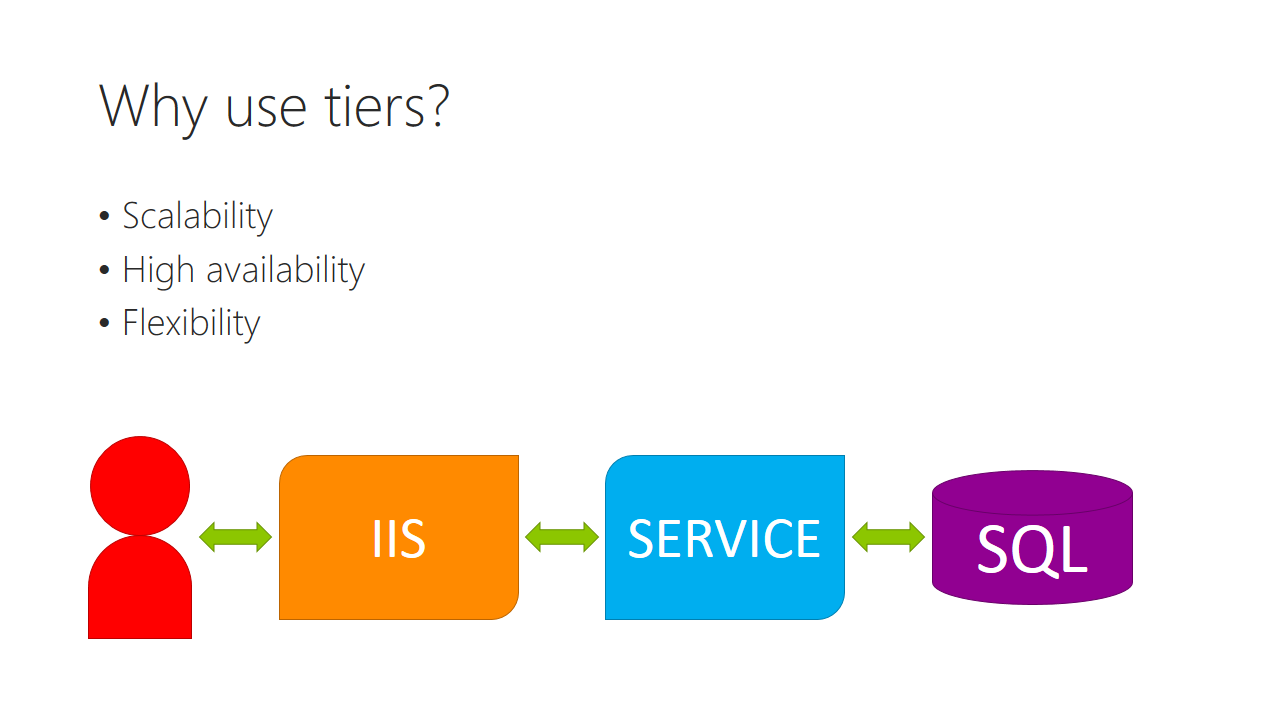 Why use tiers?
• Scalability
• High availability
• Flexibility
IIS
SERVICE
SQL